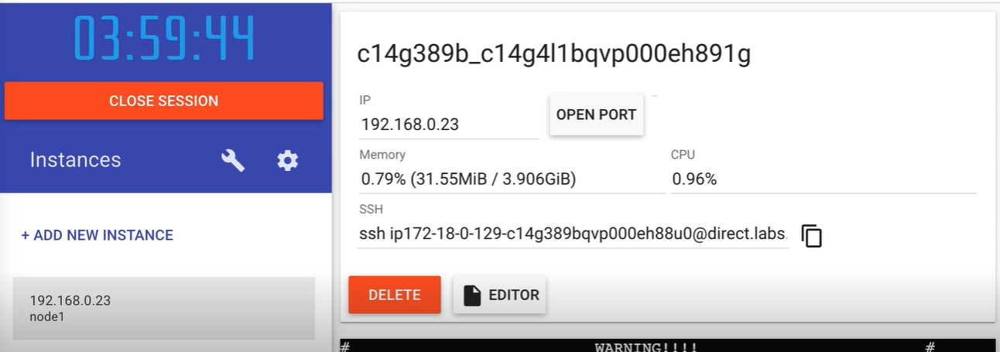 03:59:44
CLOSE SESSION
Instances
+ ADD NEW INSTANCE
192.168.0.23
node1
c14g389b_c14g4l1bqvp000eh891g
IP
192.168.0.23
OPEN PORT
Memory
0.79% (31.55MiB / 3.906GiB)
CPU
0.96%
SSH
ssh ip172-18-0-129-c14g389bqvp000eh88u0@direct.labs.
DELETE
EDITOR
# WARNING!!!! #